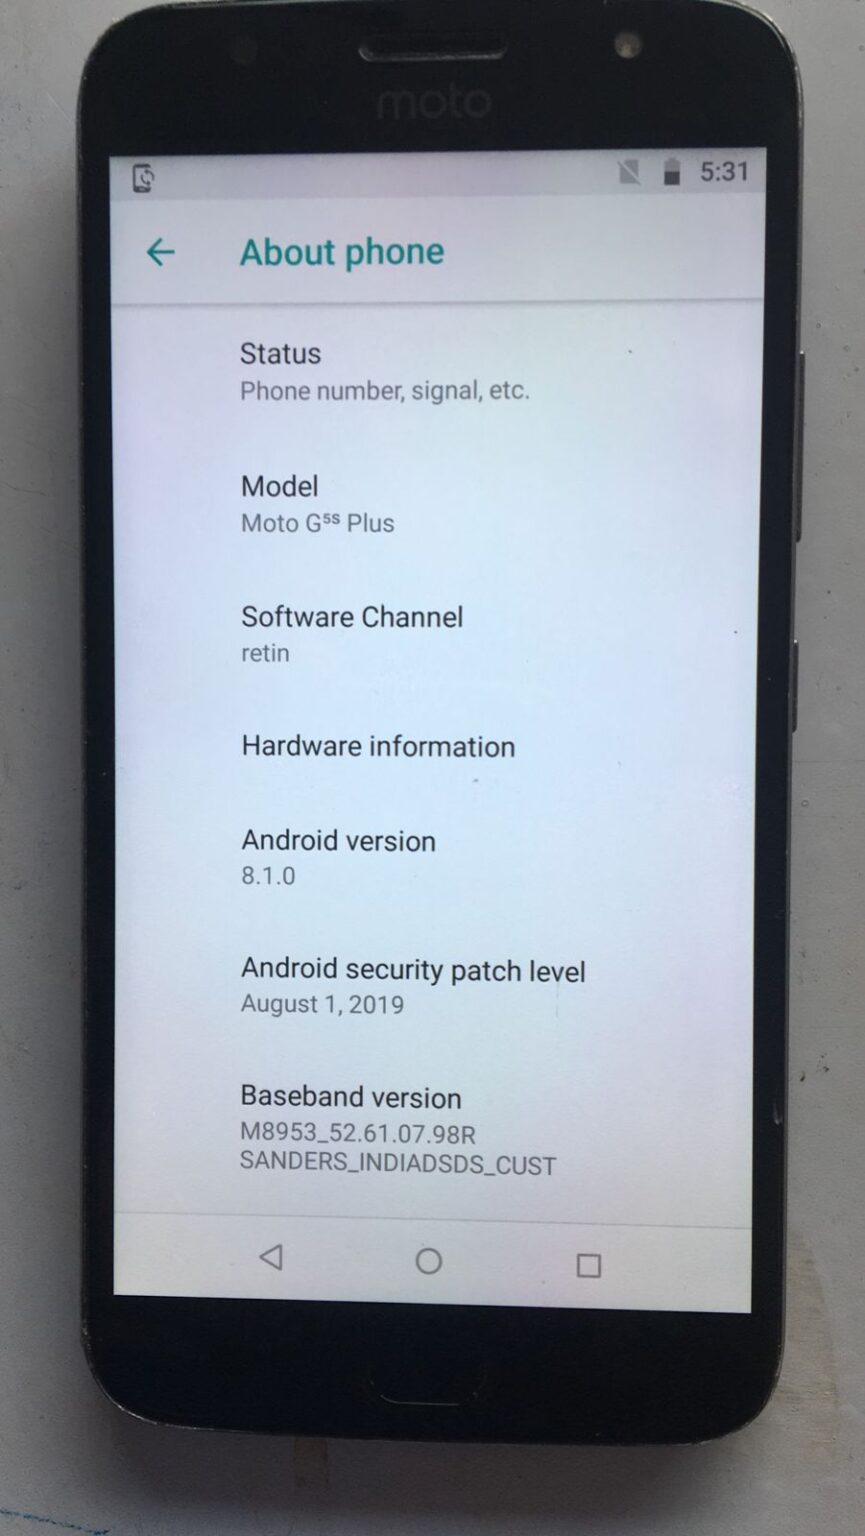 moto
5:31
About phone
Status
Phone number, signal, etc.
Model
Moto G⁵ˢ Plus
Software Channel
retin
Hardware information
Android version
8.1.0
Android security patch level
August 1, 2019
Baseband version
M8953_52.61.07.98R
SANDERS_INDIADSDS_CUST